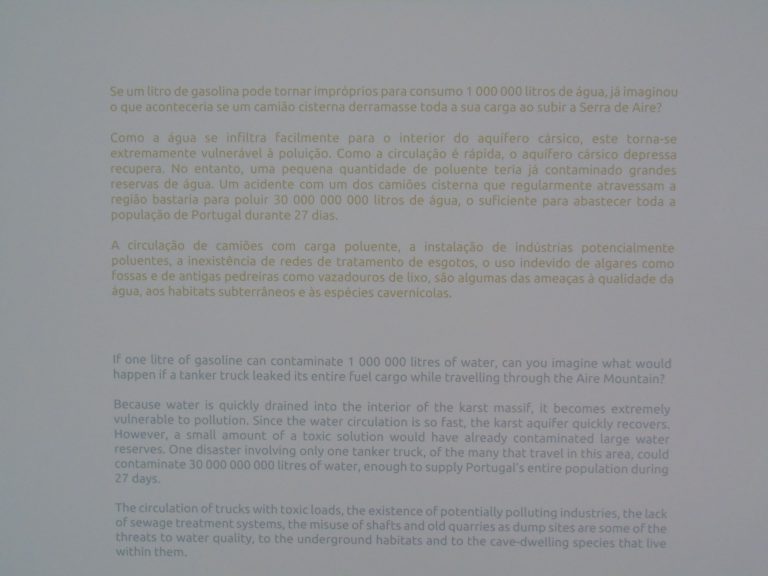 Se um litro de gasolina pode tornar impróprios para consumo 1 000 000 litros de água, já imaginou
o que aconteceria se um camião cisterna derramasse toda a sua carga ao subir a Serra de Aire?
Como a água se infiltra facilmente para o interior do aquífero cársico, este torna-se
extremamente vulnerável à poluição. Como a circulação é rápida, o aquífero cársico depressa
recupera. No entanto, uma pequena quantidade de poluente teria já contaminado grandes
reservas de água. Um acidente com um dos camiões cisterna que regularmente atravessam a
região bastaria para poluir 30 000 000 000 litros de água, o suficiente para abastecer toda a
população de Portugal durante 27 dias.
A circulação de camiões com carga poluente, a instalação de indústrias potencialmente
poluentes, a inexistência de redes de tratamento de esgotos, o uso indevido de algares como
fossas e de antigas pedreiras como vazadouros de lixo, são algumas das ameaças à qualidade da
água, aos habitats subterrâneos e às espécies cavernícolas.
If one litre of gasoline can contaminate 1 000 000 litres of water, can you imagine what would
happen if a tanker truck leaked its entire fuel cargo while travelling through the Aire Mountain?
Because water is quickly drained into the interior of the karst massif, it becomes extremely
vulnerable to pollution. Since the water circulation is so fast, the karst aquifer quickly recovers.
However, a small amount of a toxic solution would have already contaminated large water
reserves. One disaster involving only one tanker truck, of the many that travel in this area, could
contaminate 30 000 000 000 litres of water, enough to supply Portugal's entire population during
27 days.
The circulation of trucks with toxic loads, the existence of potentially polluting industries, the lack
of sewage treatment systems, the misuse of shafts and old quarries as dump sites are some of the
threats to water quality, to the underground habitats and to the cave-dwelling species that live
within them.